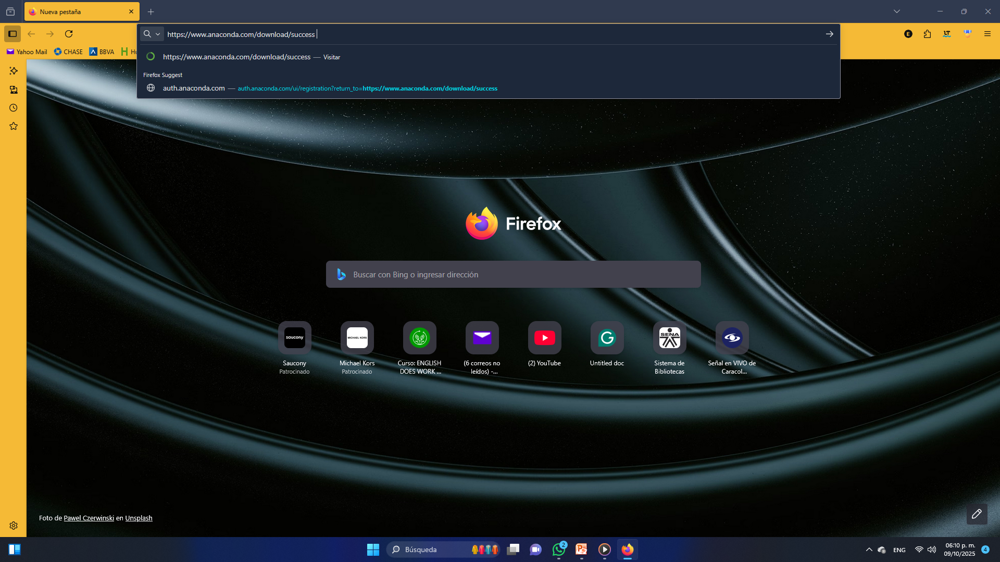 Nueva pestaña
https://www.anaconda.com/download/success
https://www.anaconda.com/download/success — Visitar
Yahoo Mail
CHASE
BBVA
Firefox Suggest
auth.anaconda.com — auth.anaconda.com/ui/registration?return_to=https://www.anaconda.com/download/success
Firefox
Buscar con Bing o ingresar dirección
saucony
MICHAEL KORS
SENA
Saucony
Patrocinado
Michael Kors
Patrocinado
Curso: ENGLISH
DOES WORK ...
(6 correos no
leídos) -...
(2) YouTube
Untitled doc
Sistema de
Bibliotecas
Señal en VIVO de
Caracol...
Foto de Pawel Czerwinski en Unsplash
Búsqueda
2
ENG
06:10 p. m.
09/10/2025
4